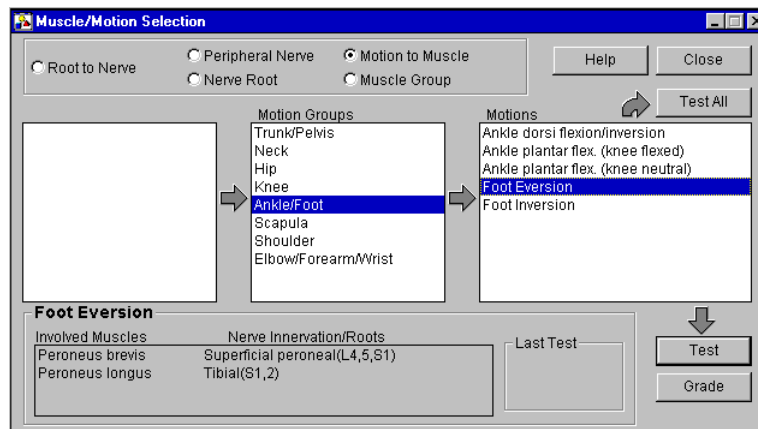 Muscle/Motion Selection
Root to Nerve
Peripheral Nerve
Motion to Muscle
Nerve Root
Muscle Group
Help
Close
Test All
Motion Groups
Trunk/Pelvis
Neck
Hip
Knee
Ankle/Foot
Scapula
Shoulder
Elbow/Forearm/Wrist
Motions
Ankle dorsi flexion/inversion
Ankle plantar flex. (knee flexed)
Ankle plantar flex. (knee neutral)
Foot Eversion
Foot Inversion
Foot Eversion
Involved Muscles Nerve Innervation/Roots
Peroneus brevis Superficial peroneal(L4,5,S1)
Peroneus longus Tibial(S1,2)
Last Test
Test
Grade